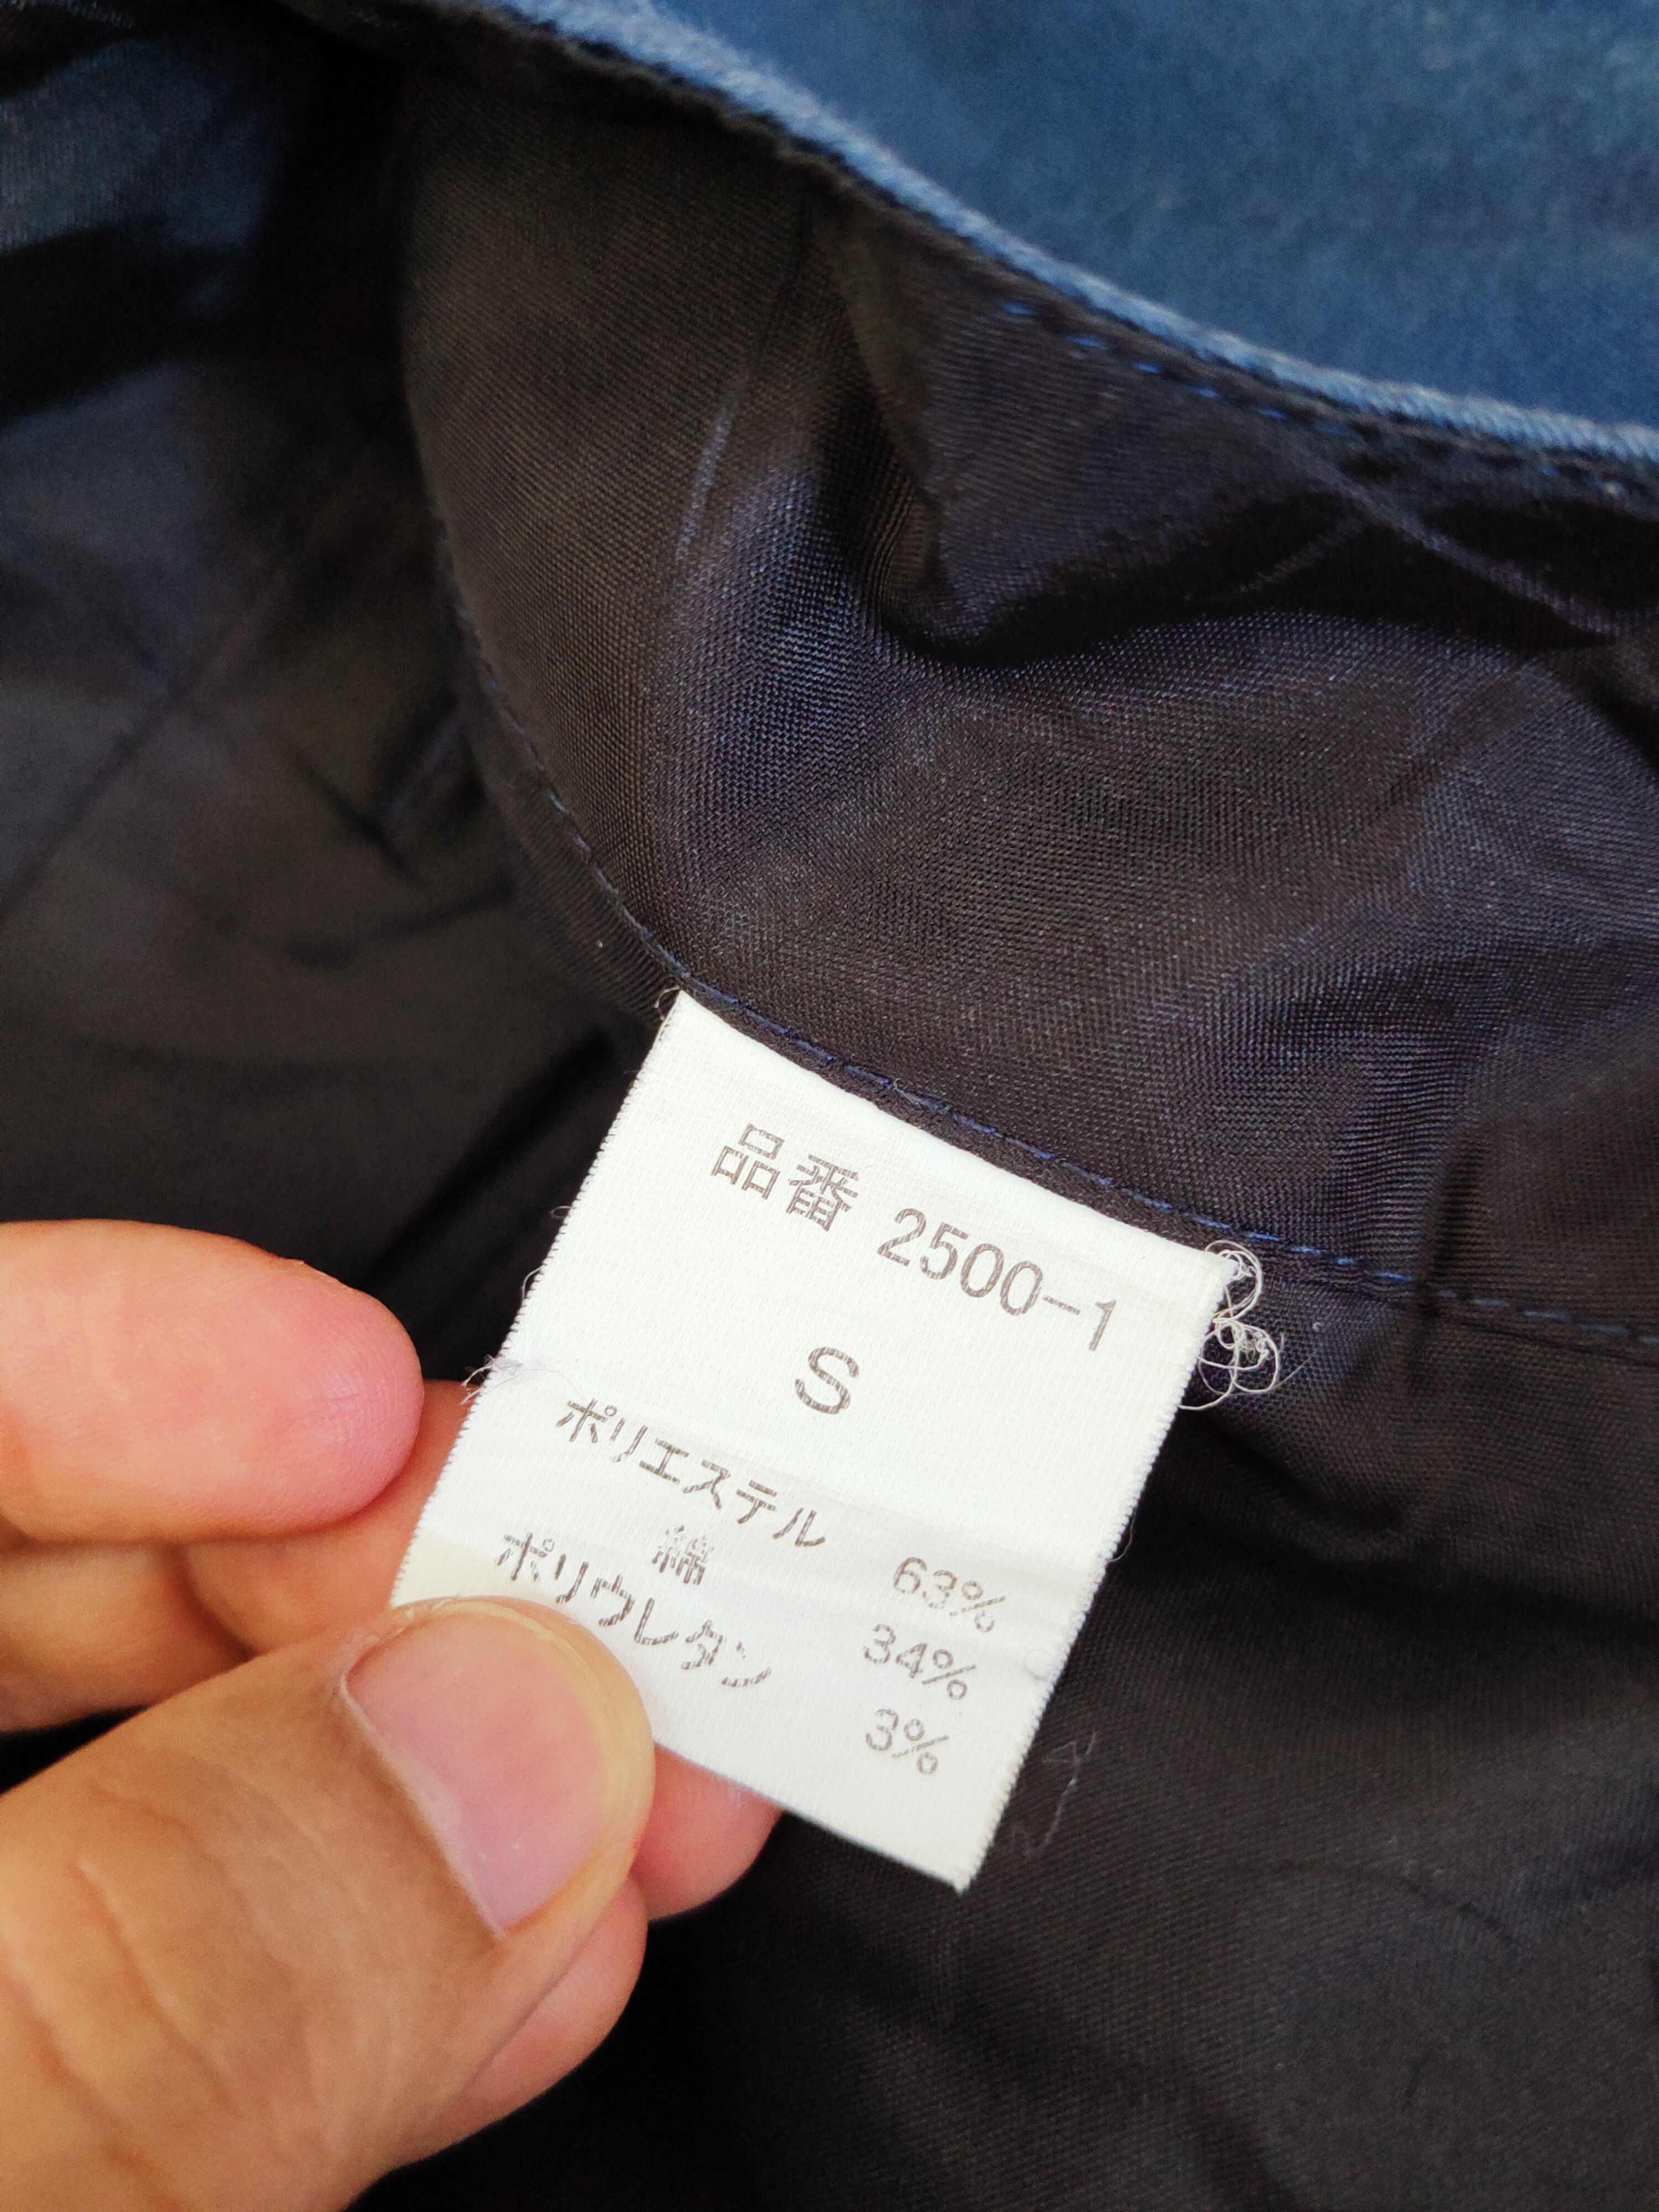 品番 2500-1
S
ポリエステル 63%
綿 34%
ポリウレタン 3%